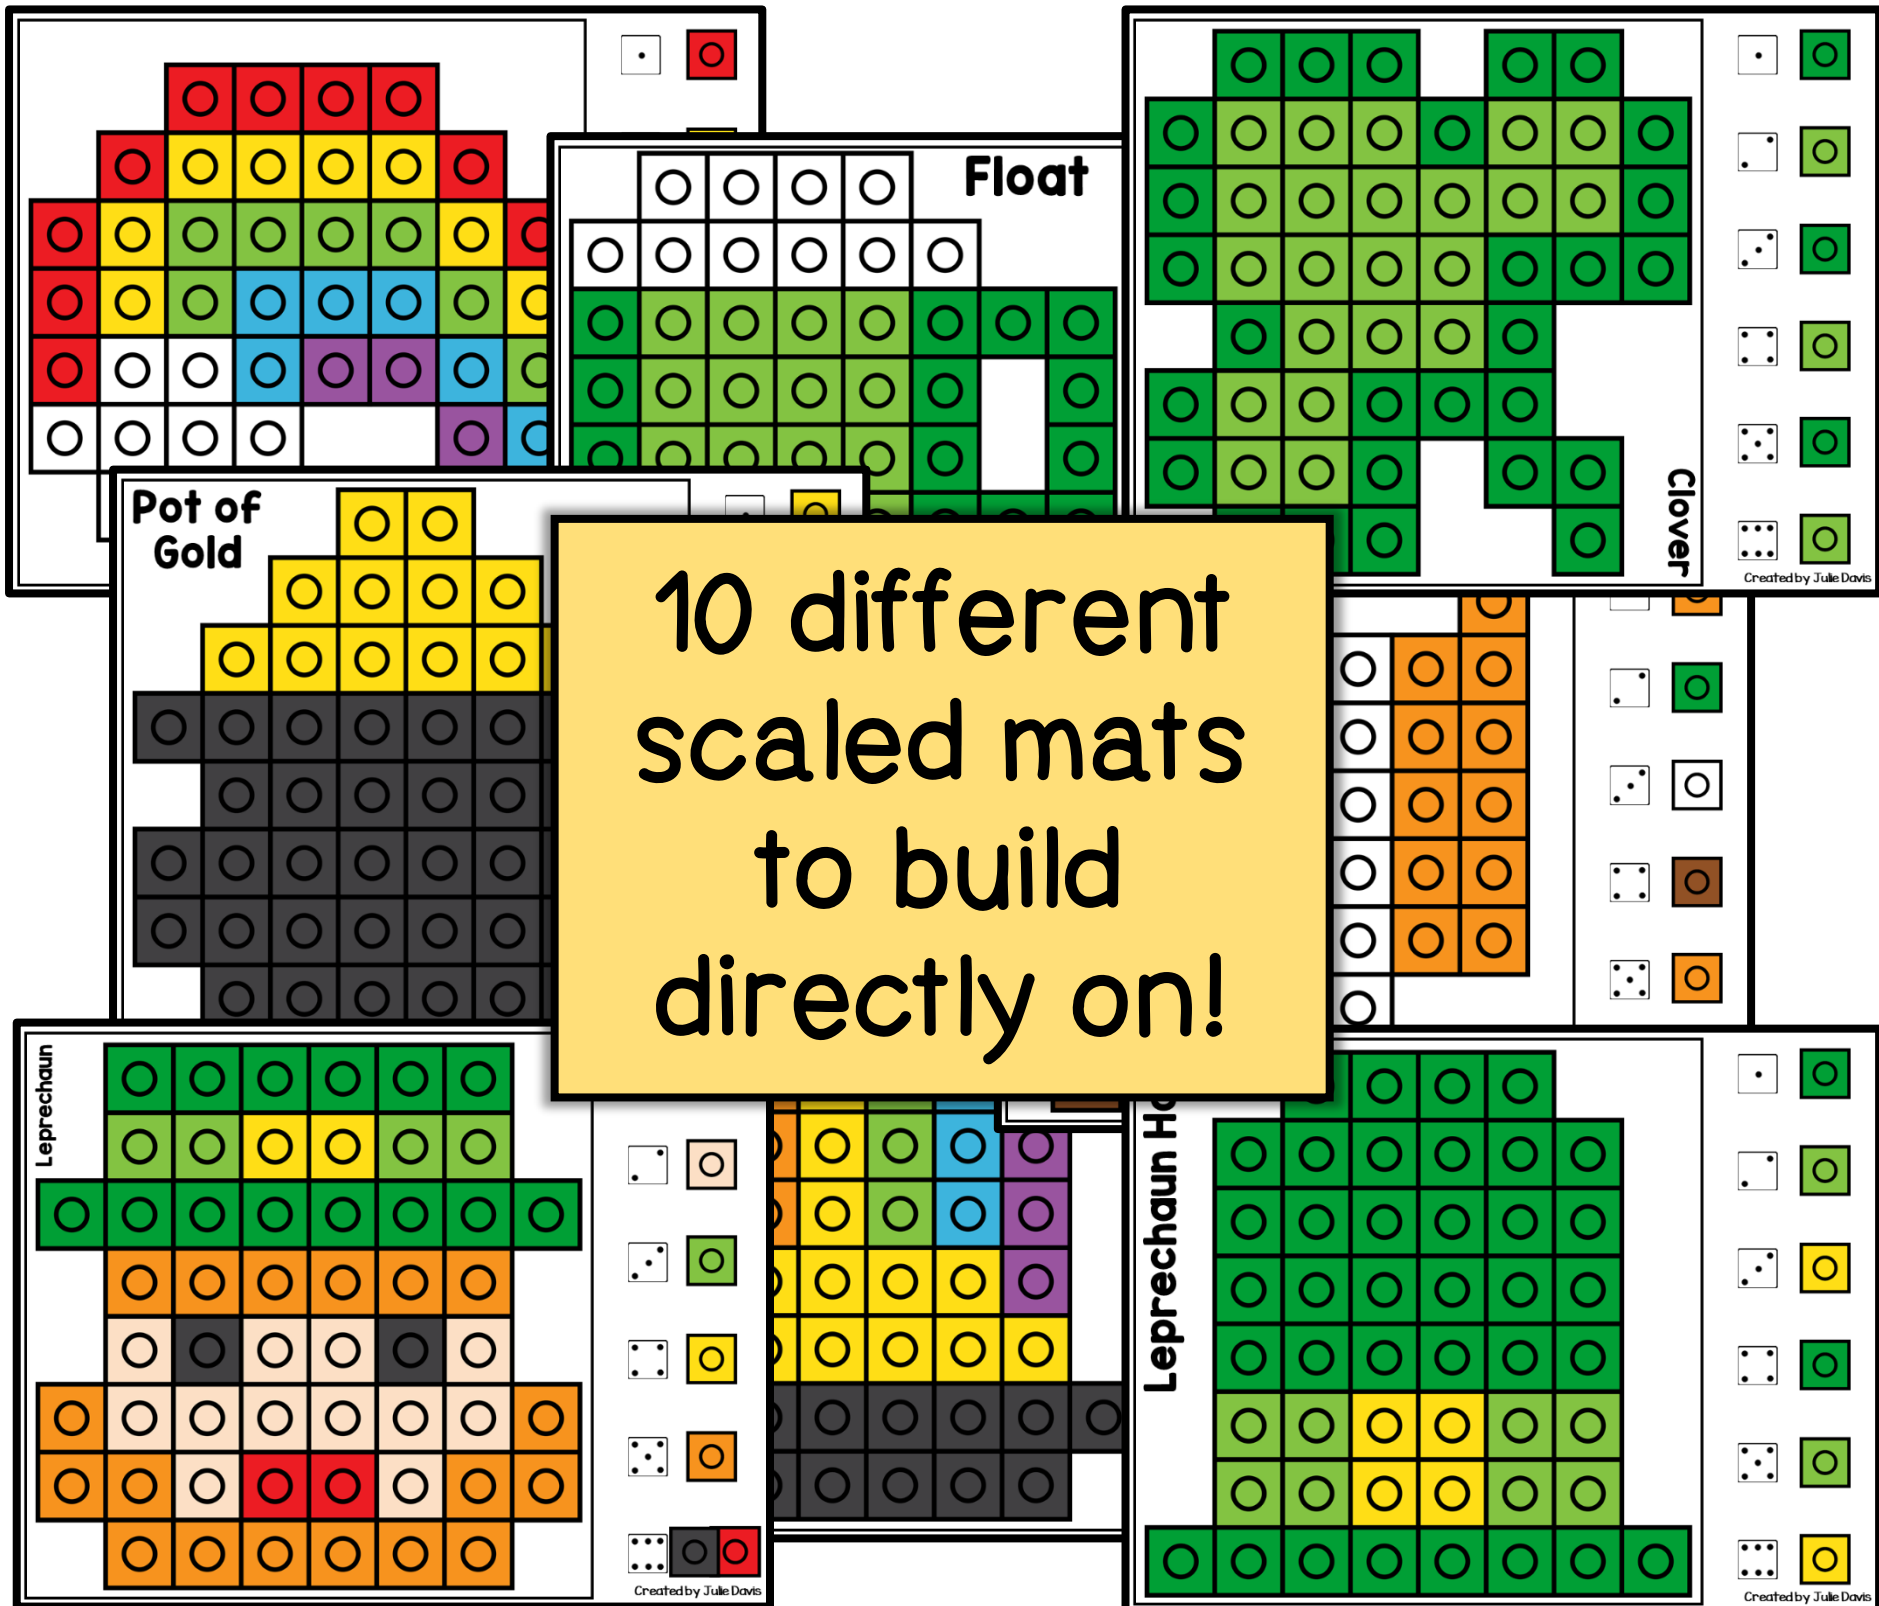 Float
Clover
Created by Julie Davis
Pot of
Gold
10 different
scaled mats
to build
directly on!
Leprechaun
Created by Julie Davis
Leprechaun
Created by Julie Davis